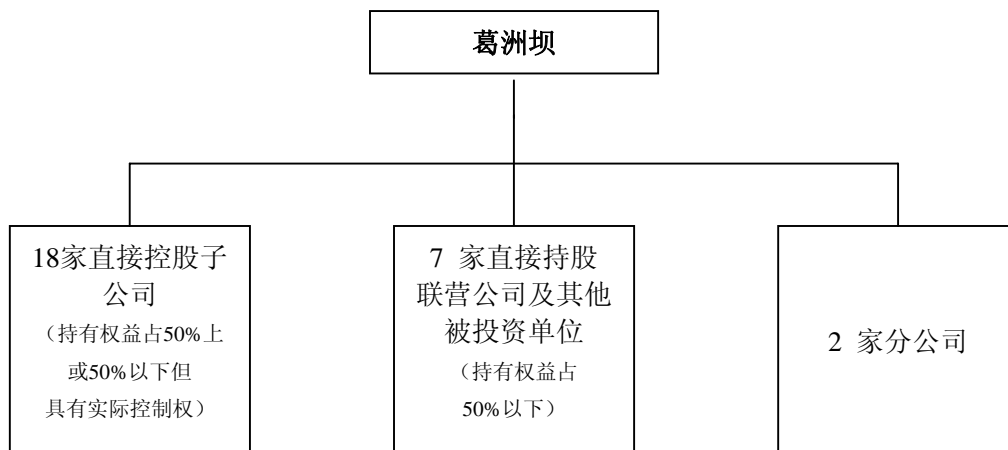 葛洲坝
18家直接控股子
公司
（持有权益占50%上
或50%以下但
具有实际控制权）
7 家直接持股
联营公司及其他
被投资单位
（持有权益占
50%以下）
2 家分公司